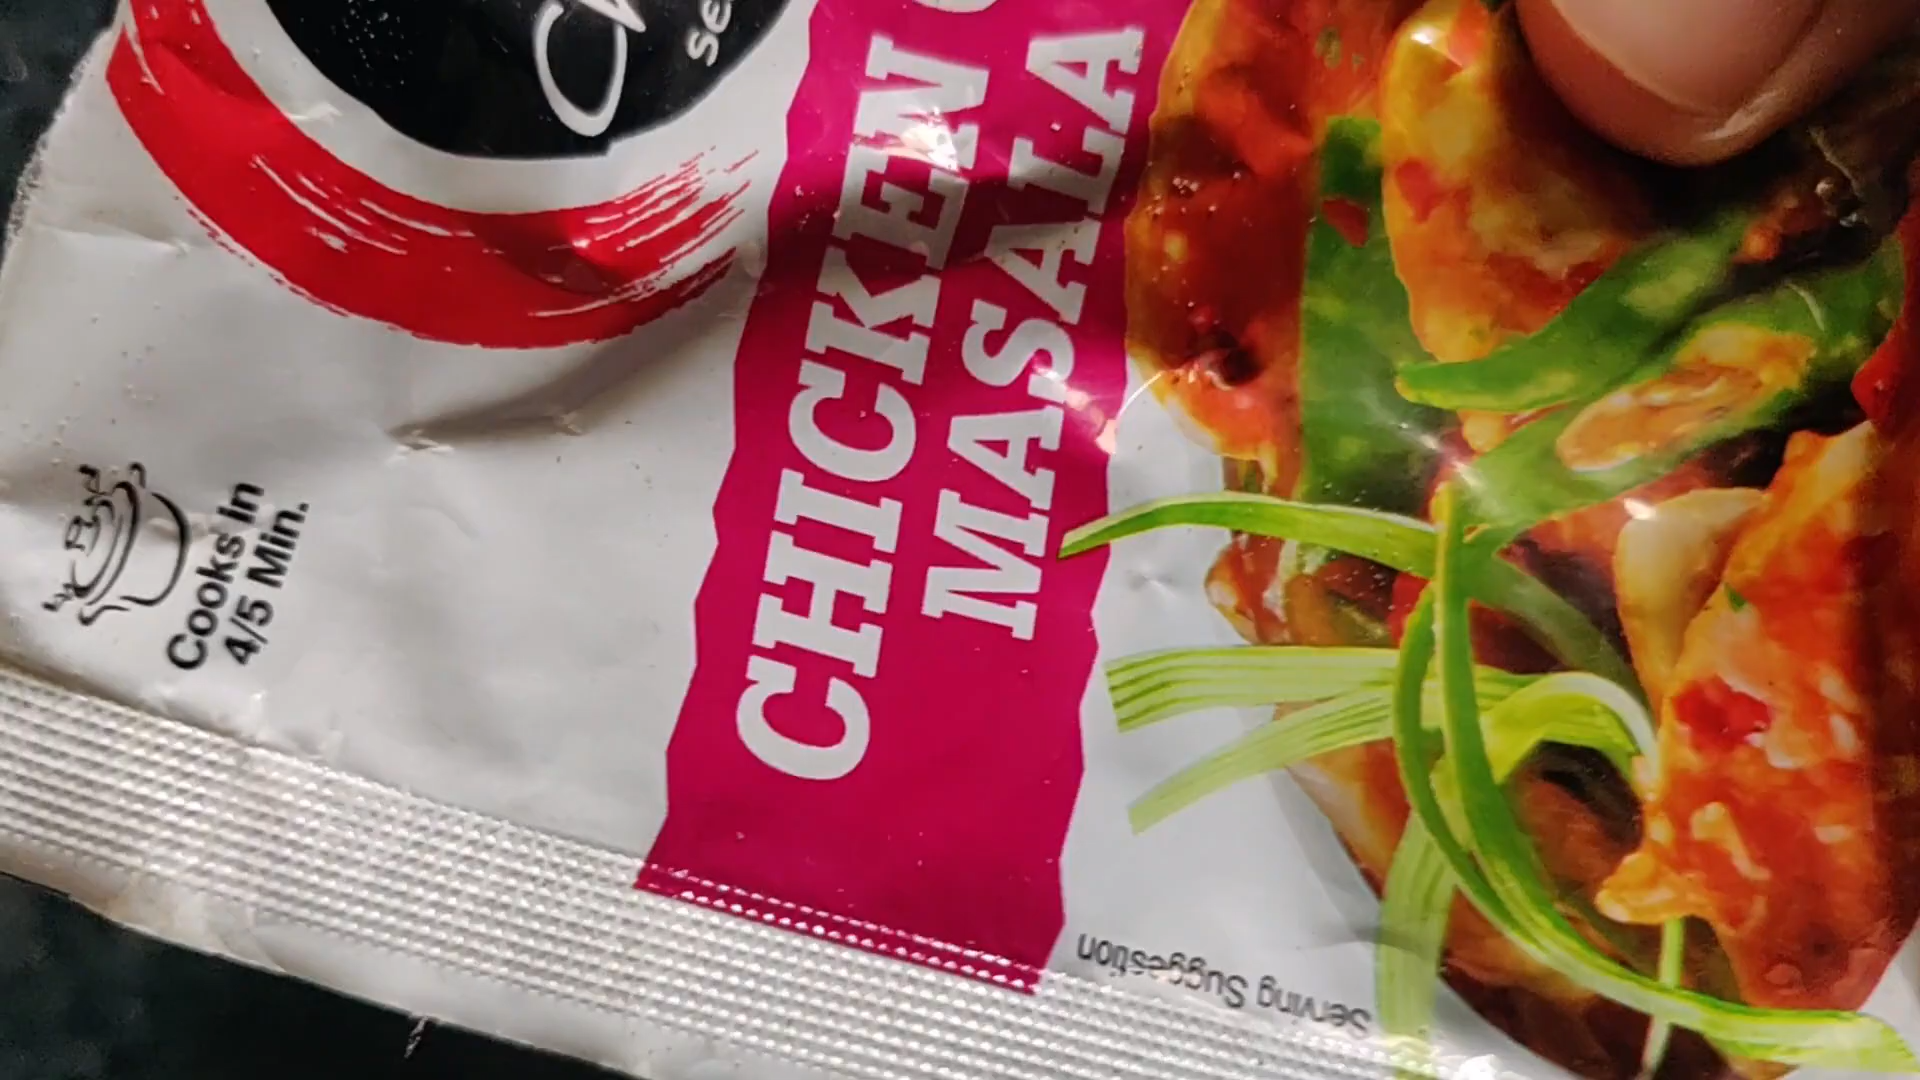 CHICKEN
MASALA
Cooks in
4/5 Min.
Serving Suggestion